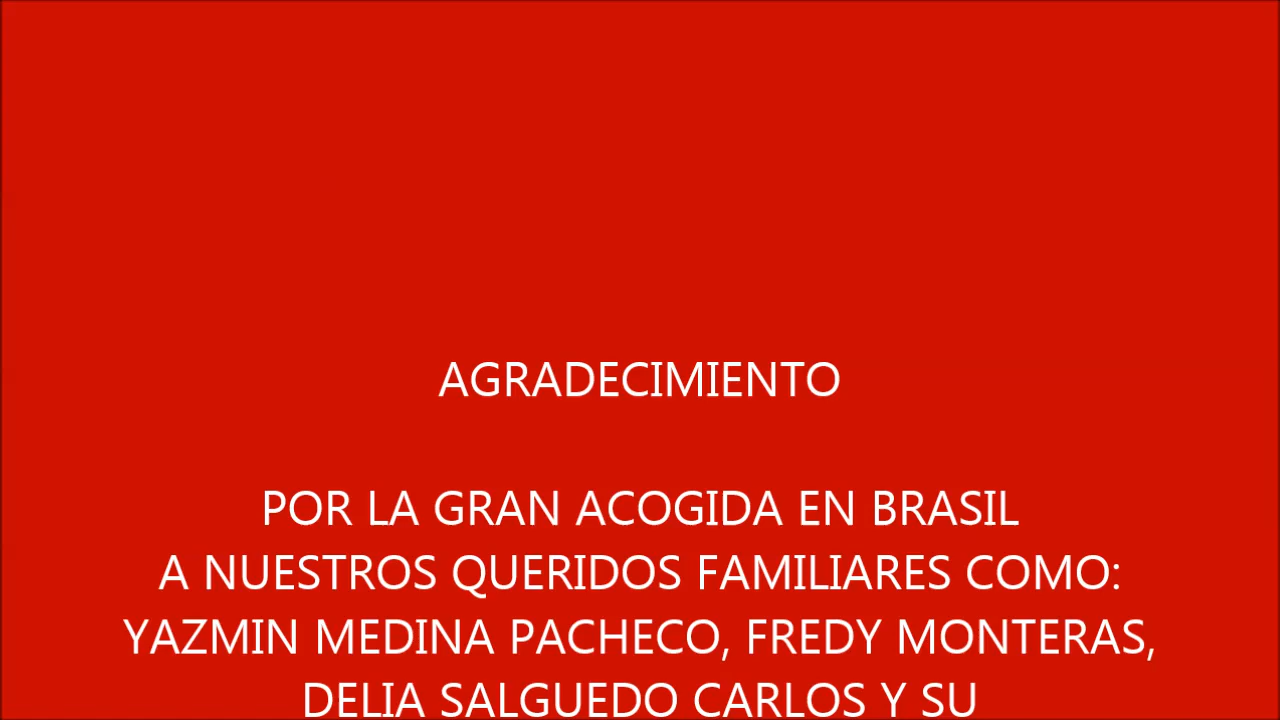 AGRADECIMIENTO
POR LA GRAN ACOGIDA EN BRASIL
A NUESTROS QUERIDOS FAMILIARES COMO:
YAZMIN MEDINA PACHECO, FREDY MONTERAS,
DELIA SALGUEDO CARLOS Y SU